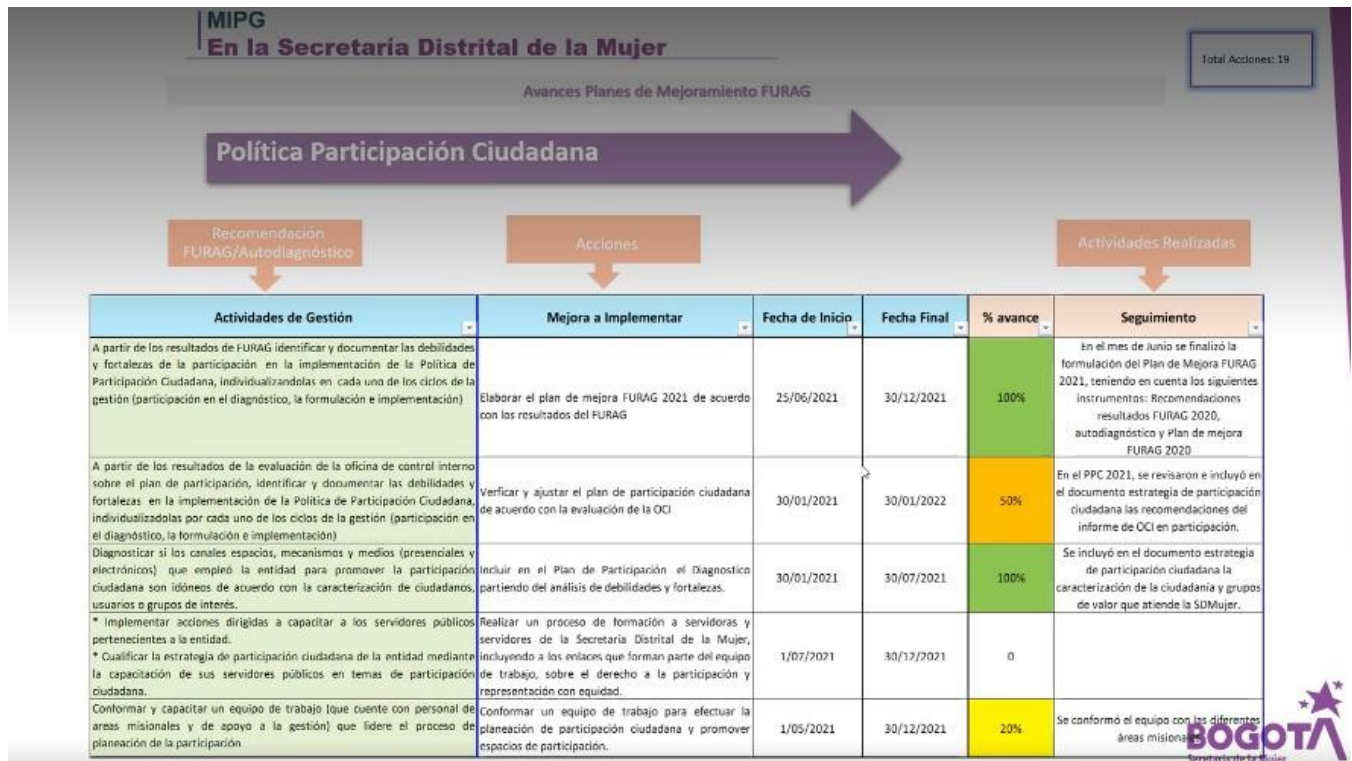 MIPG
En la Secretaría Distrital de la Mujer
Total Acciones: 19
Avances Planes de Mejoramiento FURAG
Política Participación Ciudadana
Recomendación
FURAG/Autodiagnóstico
Acciones
Actividades Realizadas
Actividades de Gestión
Mejora a Implementar
Fecha de Inicio
Fecha Final
% avance
Seguimiento
A partir de los resultados de FURAG identificar y documentar las debilidades
y fortalezas de la participación en la implementación de la Política de
Participación Ciudadana, individualizandolas en cada uno de los ciclos de la
gestión (participación en el diagnóstico, la formulación e implementación)
Elaborar el plan de mejora FURAG 2021 de acuerdo
con los resultados del FURAG
25/06/2021
30/12/2021
100%
En el mes de Junio se finalizó la
formulación del Plan de Mejora FURAG
2021, teniendo en cuenta los siguientes
instrumentos: Recomendaciones
resultados FURAG 2020,
autodiagnóstico y Plan de mejora
FURAG 2020
A partir de los resultados de la evaluación de la oficina de control interno
sobre el plan de participación, identificar y documentar las debilidades y
fortalezas en la implementación de la Política de Participación Ciudadana,
individualizadolas por cada uno de los ciclos de la gestión (participación en
el diagnóstico, la formulación e implementación)
Verficar y ajustar el plan de participación ciudadana
de acuerdo con la evaluación de la OCI
30/01/2021
30/01/2022
50%
En el PPC 2021, se revisaron e incluyó en
el documento estrategia de participación
ciudadana las recomendaciones del
informe de OCI en participación.
Diagnosticar si los canales espacios, mecanismos y medios (presenciales y
electrónicos) que empleó la entidad para promover la participación
ciudadana son idóneos de acuerdo con la caracterización de ciudadanos,
usuarios o grupos de interés.
Incluir en el Plan de Participación el Diagnostico
partiendo del análisis de debilidades y fortalezas.
30/01/2021
30/07/2021
100%
Se incluyó en el documento estrategia
de participación ciudadana la
caracterización de la ciudadanía y grupos
de valor que atiende la SDMujer.
* Implementar acciones dirigidas a capacitar a los servidores públicos
pertenecientes a la entidad.
* Cualificar la estrategia de participación ciudadana de la entidad mediante
la capacitación de sus servidores públicos en temas de participación
ciudadana.
Realizar un proceso de formación a servidoras y
servidores de la Secretaria Distrital de la Mujer,
incluyendo a los enlaces que forman parte del equipo
de trabajo, sobre el derecho a la participación y
representación con equidad.
1/07/2021
30/12/2021
0
Conformar y capacitar un equipo de trabajo (que cuente con personal de
areas misionales y de apoyo a la gestión) que lidere el proceso de
planeación de la participación
Conformar un equipo de trabajo para efectuar la
planeación de participación ciudadana y promover
espacios de participación.
1/05/2021
30/12/2021
20%
Se conformó el equipo con las diferentes
áreas misionales
BOGOTÁ
Secretaría de la Mujer